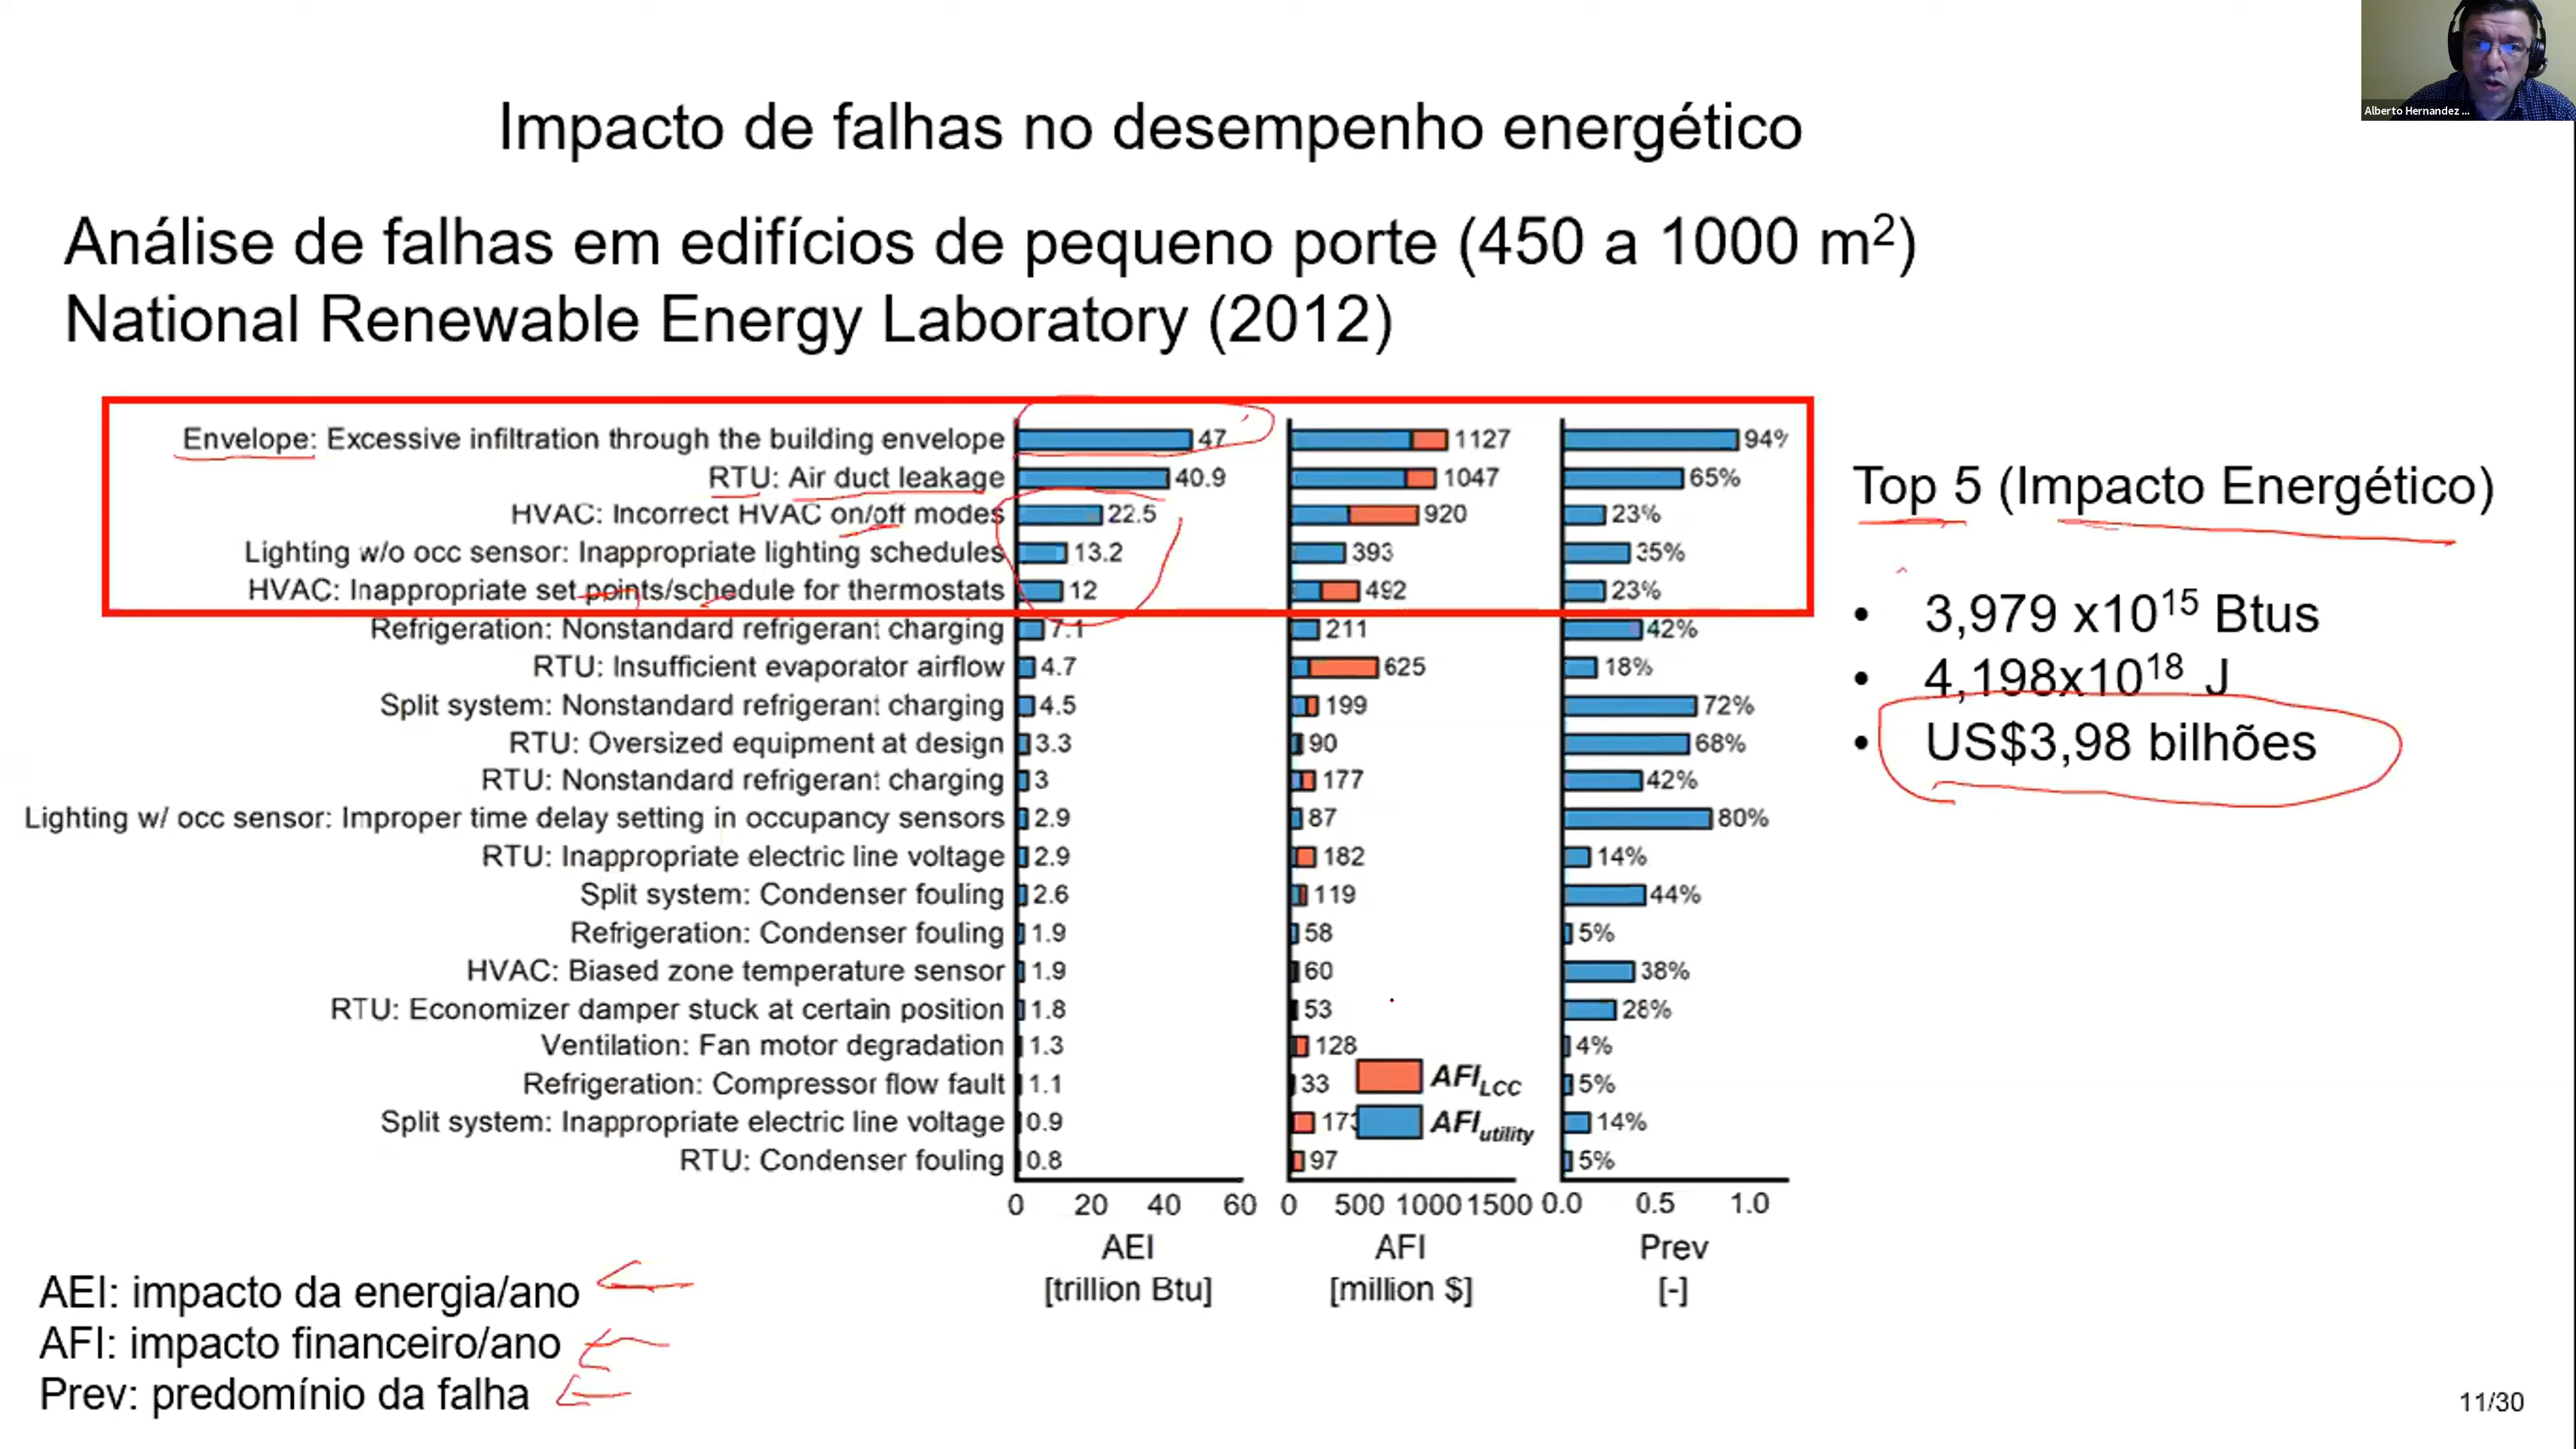 Alberto Hernandez ...
Impacto de falhas no desempenho energético
Análise de falhas em edifícios de pequeno porte (450 a 1000 m²)
National Renewable Energy Laboratory (2012)
Envelope: Excessive infiltration through the building envelope 47 1127 94%
RTU: Air duct leakage 40.9 1047 65%
HVAC: Incorrect HVAC on/off modes 22.5 920 23%
Lighting w/o occ sensor: Inappropriate lighting schedules 13.2 393 35%
HVAC: Inappropriate set points/schedule for thermostats 12 492 23%
Refrigeration: Nonstandard refrigerant charging 7.1 211 42%
RTU: Insufficient evaporator airflow 4.7 625 18%
Split system: Nonstandard refrigerant charging 4.5 199 72%
RTU: Oversized equipment at design 3.3 90 68%
RTU: Nonstandard refrigerant charging 3 177 42%
Lighting w/ occ sensor: Improper time delay setting in occupancy sensors 2.9 87 80%
RTU: Inappropriate electric line voltage 2.9 182 14%
Split system: Condenser fouling 2.6 119 44%
Refrigeration: Condenser fouling 1.9 58 5%
HVAC: Biased zone temperature sensor 1.9 60 38%
RTU: Economizer damper stuck at certain position 1.8 53 28%
Ventilation: Fan motor degradation 1.3 128 4%
Refrigeration: Compressor flow fault 1.1 33 5%
Split system: Inappropriate electric line voltage 0.9 173 14%
RTU: Condenser fouling 0.8 97 5%
AFI LCC
AFI utility
0 20 40 60 0 500 1000 1500 0.0 0.5 1.0
AEI AFI Prev
[trillion Btu] [million $] [-]
Top 5 (Impacto Energético)
• 3,979 x10¹⁵ Btus
• 4,198x10¹⁸ J
• US$3,98 bilhões
AEI: impacto da energia/ano
AFI: impacto financeiro/ano
Prev: predomínio da falha
11/30